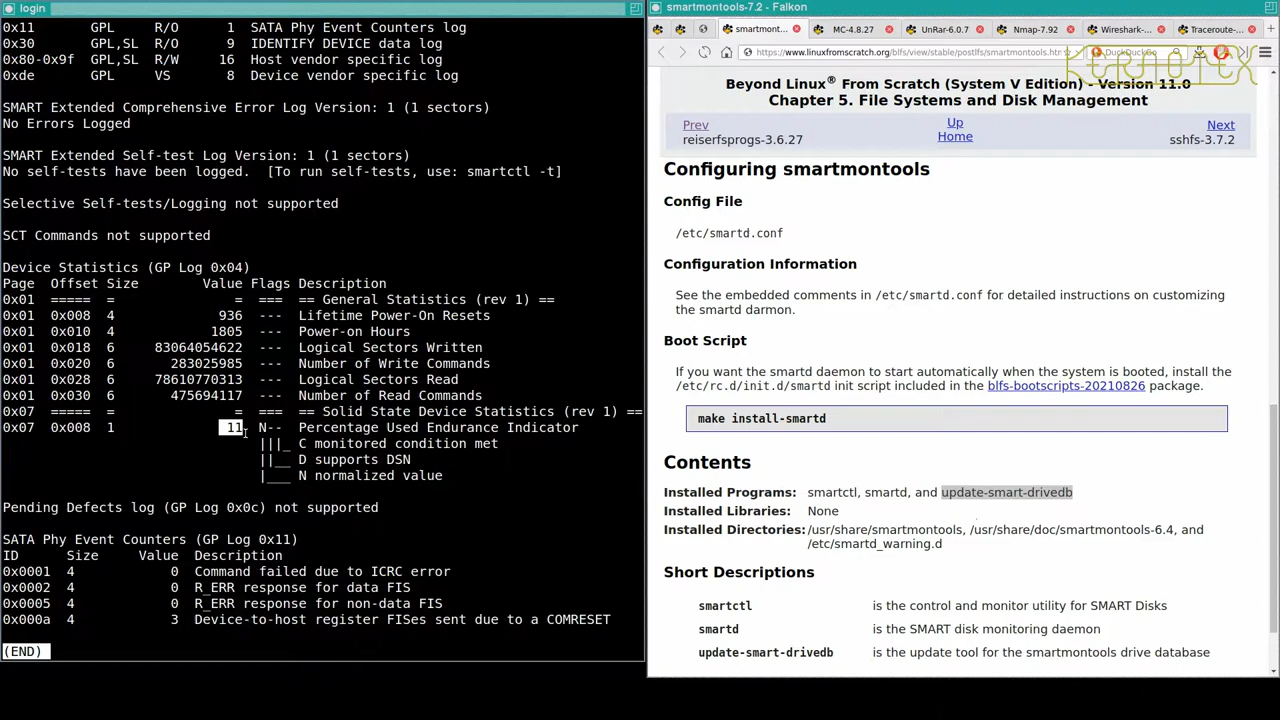 login
0x11       GPL     R/O      1  SATA Phy Event Counters log
0x30       GPL,SL  R/O      9  IDENTIFY DEVICE data log
0x80-0x9f  GPL,SL  R/W     16  Host vendor specific log
0xde       GPL     VS       8  Device vendor specific log
SMART Extended Comprehensive Error Log Version: 1 (1 sectors)
No Errors Logged
SMART Extended Self-test Log Version: 1 (1 sectors)
No self-tests have been logged.  [To run self-tests, use: smartctl -t]
Selective Self-tests/Logging not supported
SCT Commands not supported
Device Statistics (GP Log 0x04)
Page  Offset Size        Value Flags Description
0x01  =====  =               =  ===  == General Statistics (rev 1) ==
0x01  0x008  4             936  ---  Lifetime Power-On Resets
0x01  0x010  4            1805  ---  Power-on Hours
0x01  0x018  6     83064054622  ---  Logical Sectors Written
0x01  0x020  6       283025985  ---  Number of Write Commands
0x01  0x028  6     78610770313  ---  Logical Sectors Read
0x01  0x030  6       475694117  ---  Number of Read Commands
0x07  =====  =               =  ===  == Solid State Device Statistics (rev 1) ==
0x07  0x008  1              11  N--  Percentage Used Endurance Indicator
|||_ C monitored condition met
||__ D supports DSN
|___ N normalized value
Pending Defects log (GP Log 0x0c) not supported
SATA Phy Event Counters (GP Log 0x11)
ID      Size     Value  Description
0x0001  4            0  Command failed due to ICRC error
0x0002  4            0  R_ERR response for data FIS
0x0005  4            0  R_ERR response for non-data FIS
0x000a  4            3  Device-to-host register FISes sent due to a COMRESET
(END)
smartmontools-7.2 - Falkon
smartmont... MC-4.8.27 UnRar-6.0.7 Nmap-7.92 Wireshark-... Traceroute-...
https://www.linuxfromscratch.org/blfs/view/stable/postlfs/smartmontools.htm DuckDuckGo
KERNOTEX
Beyond Linux® From Scratch (System V Edition) - Version 11.0
Chapter 5. File Systems and Disk Management
Prev Up Next
reiserfsprogs-3.6.27 Home sshfs-3.7.2
Configuring smartmontools
Config File
/etc/smartd.conf
Configuration Information
See the embedded comments in /etc/smartd.conf for detailed instructions on customizing
the smartd darmon.
Boot Script
If you want the smartd daemon to start automatically when the system is booted, install the
/etc/rc.d/init.d/smartd init script included in the blfs-bootscripts-20210826 package.
make install-smartd
Contents
Installed Programs: smartctl, smartd, and update-smart-drivedb
Installed Libraries: None
Installed Directories: /usr/share/smartmontools, /usr/share/doc/smartmontools-6.4, and
/etc/smartd_warning.d
Short Descriptions
smartctl is the control and monitor utility for SMART Disks
smartd is the SMART disk monitoring daemon
update-smart-drivedb is the update tool for the smartmontools drive database